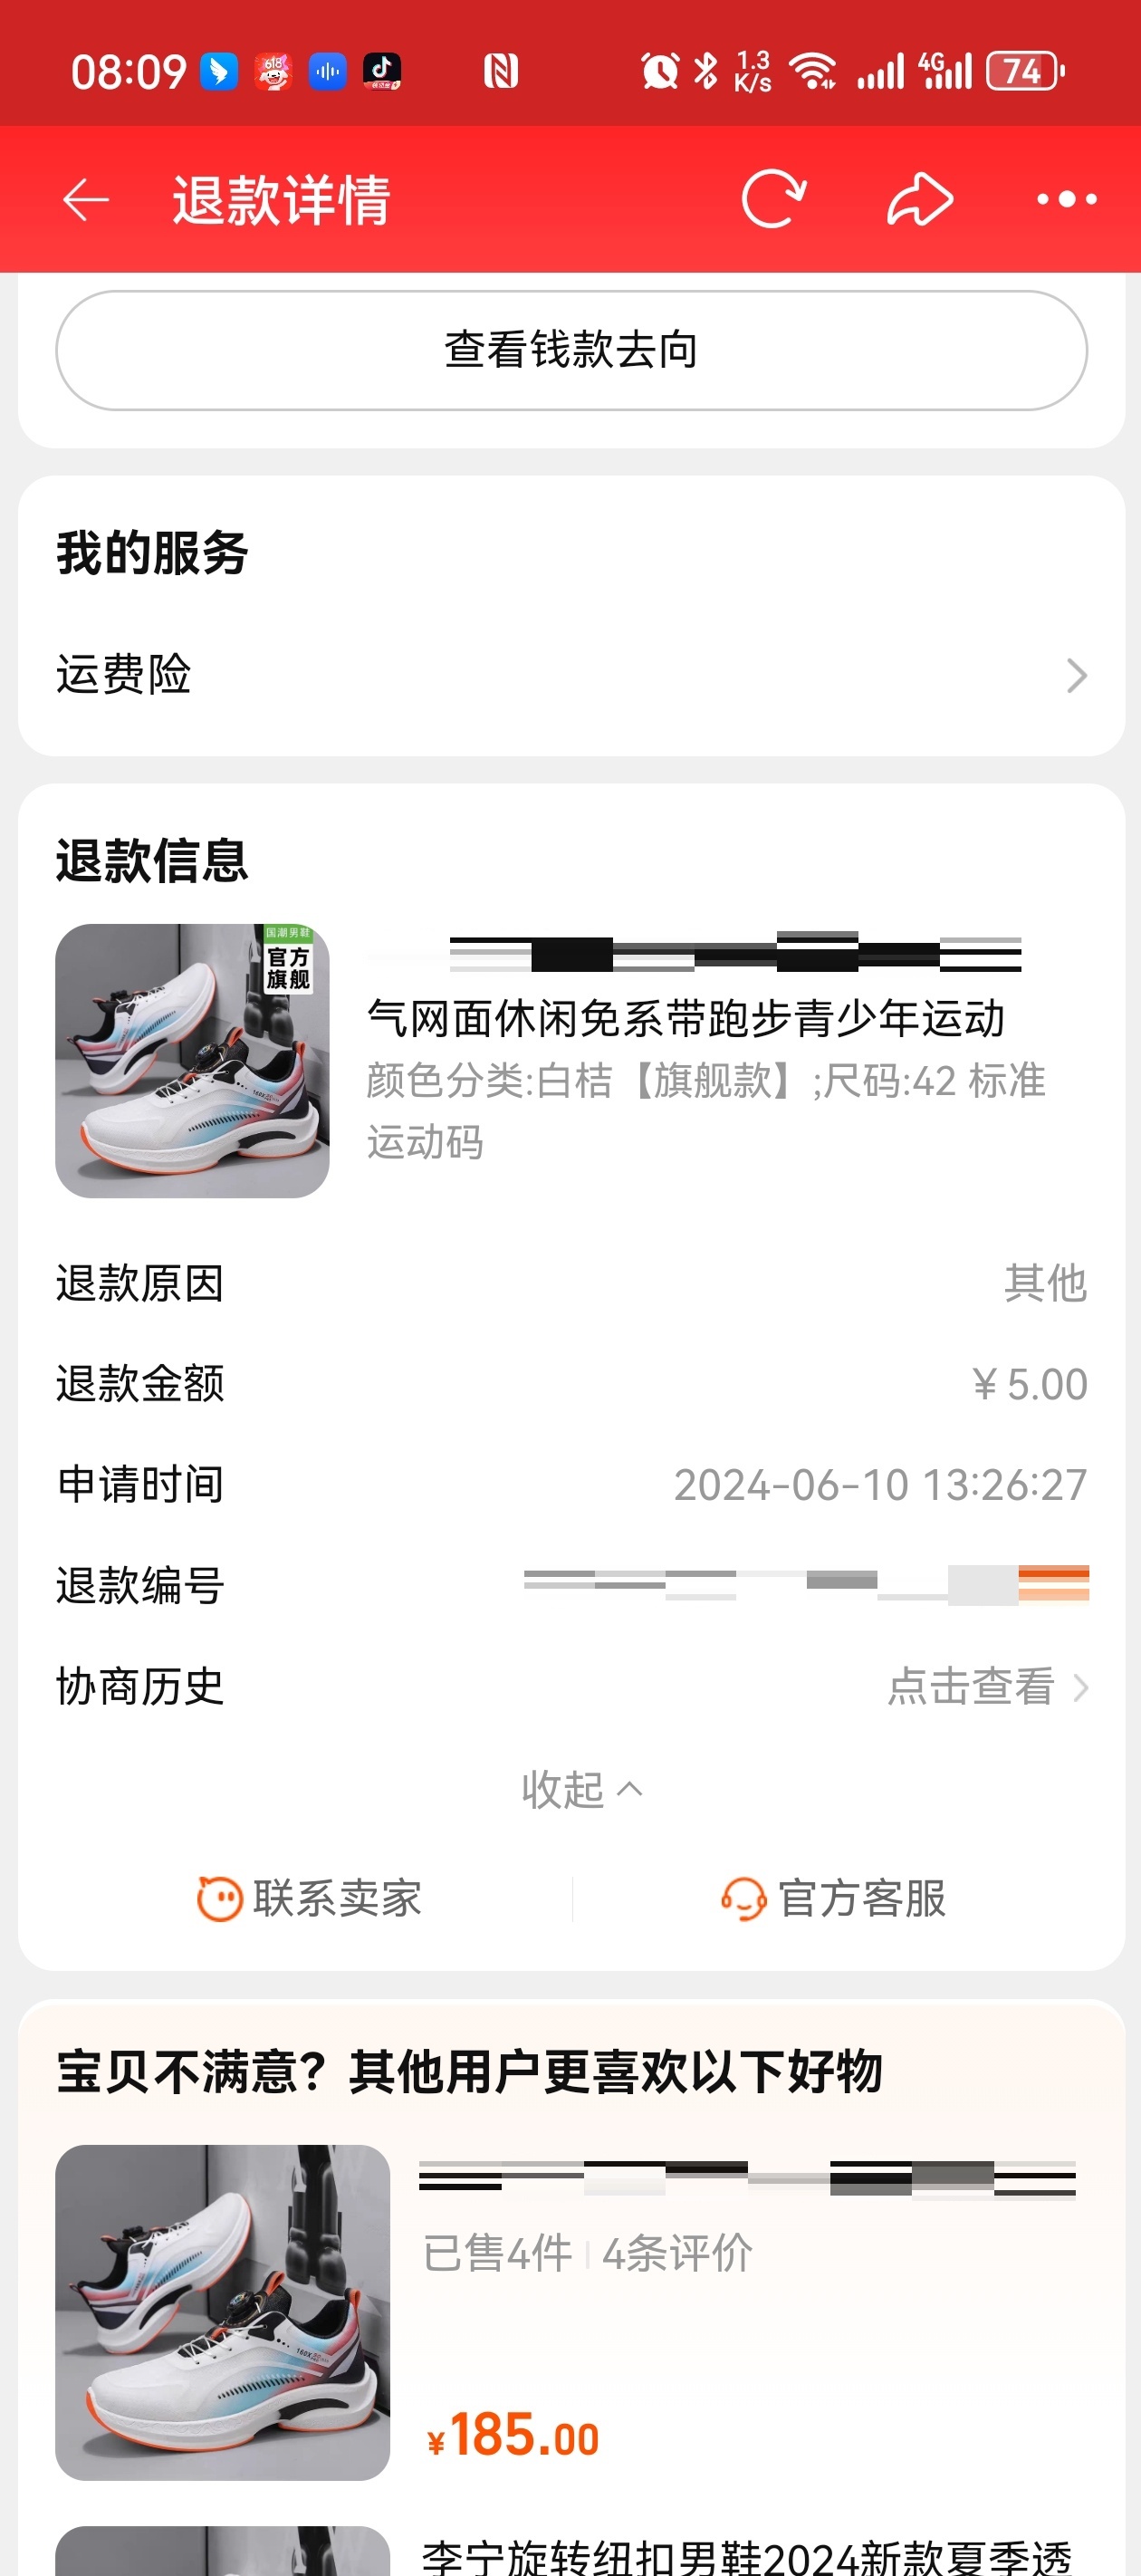 08:09
1.3
K/s
4G
74
退款详情
查看钱款去向
我的服务
运费险
退款信息
国潮男鞋
官方
旗舰
气网面休闲免系带跑步青少年运动
颜色分类:白桔【旗舰款】;尺码:42 标准
运动码
退款原因
其他
退款金额
￥5.00
申请时间
2024-06-10 13:26:27
退款编号
协商历史
点击查看
收起
联系卖家
官方客服
宝贝不满意？其他用户更喜欢以下好物
已售4件
4条评价
¥185.00
李宁旋转纽扣男鞋2024新款夏季透